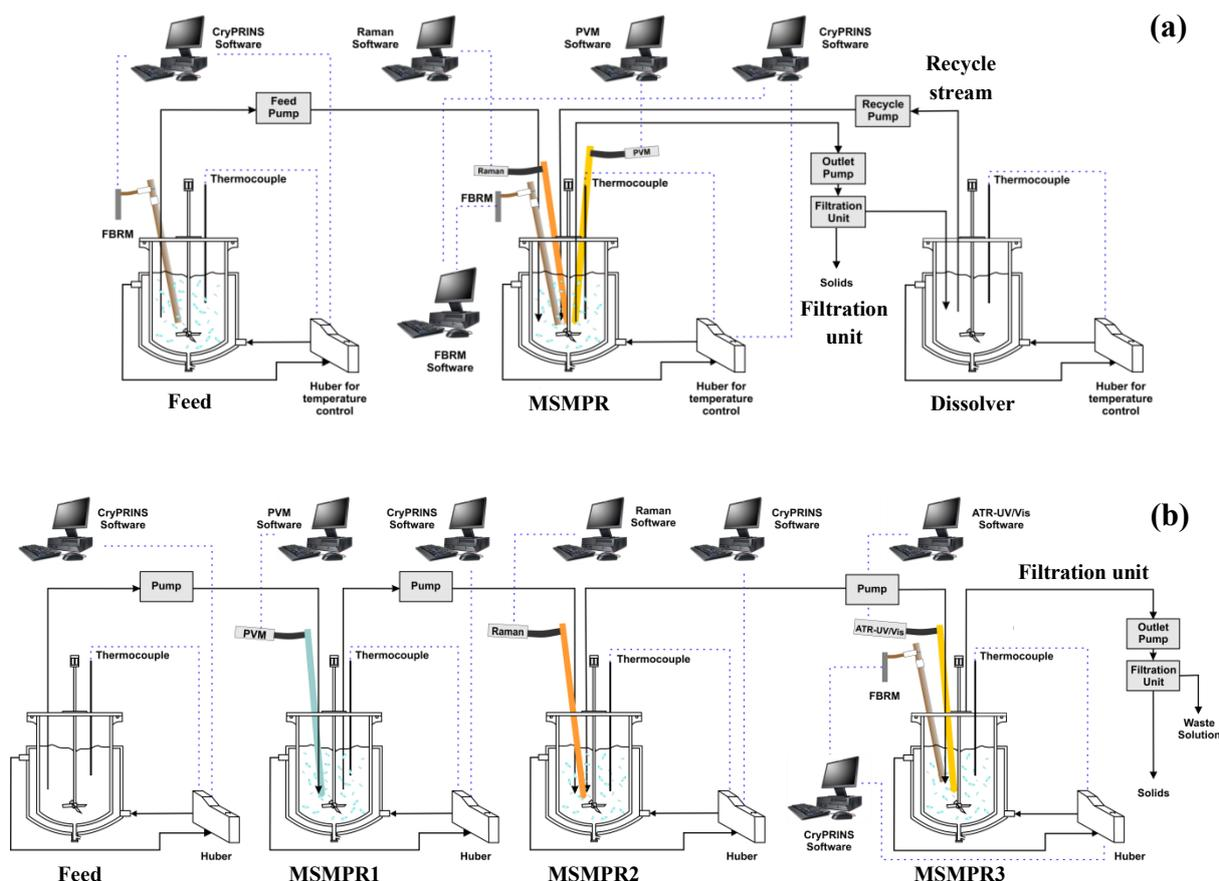 CryPRINS
Software
Raman
Software
PVM
Software
CryPRINS
Software
(a)
Recycle
stream
Feed
Pump
Recycle
Pump
Outlet
Pump
Filtration
Unit
Solids
Filtration
unit
FBRM
Thermocouple
Raman
PVM
FBRM
Thermocouple
Thermocouple
FBRM
Software
Huber for
temperature
control
Huber for
temperature
control
Huber for
temperature
control
Feed
MSMPR
Dissolver
CryPRINS
Software
PVM
Software
CryPRINS
Software
Raman
Software
CryPRINS
Software
ATR-UV/Vis
Software
(b)
Filtration unit
Pump
Pump
Pump
PVM
Raman
ATR-UV/Vis
Outlet
Pump
Filtration
Unit
Waste
Solution
Solids
Thermocouple
Thermocouple
Thermocouple
FBRM
Thermocouple
CryPRINS
Software
Huber
Huber
Huber
Huber
Feed
MSMPR1
MSMPR2
MSMPR3